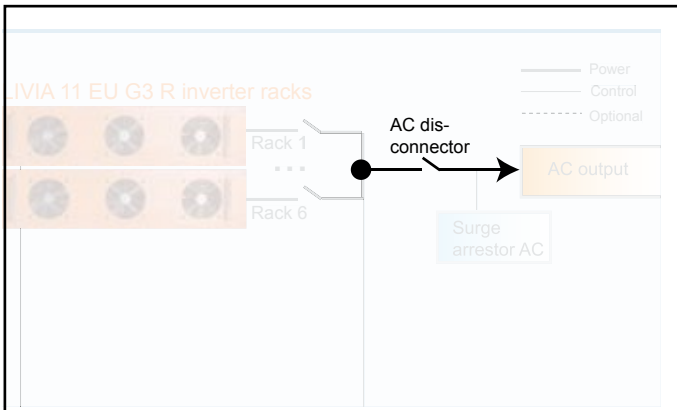 Power
Control
Optional
LIVIA 11 EU G3 R inverter racks
Rack 1
...
Rack 6
AC dis-
connector
AC output
Surge
arrestor AC